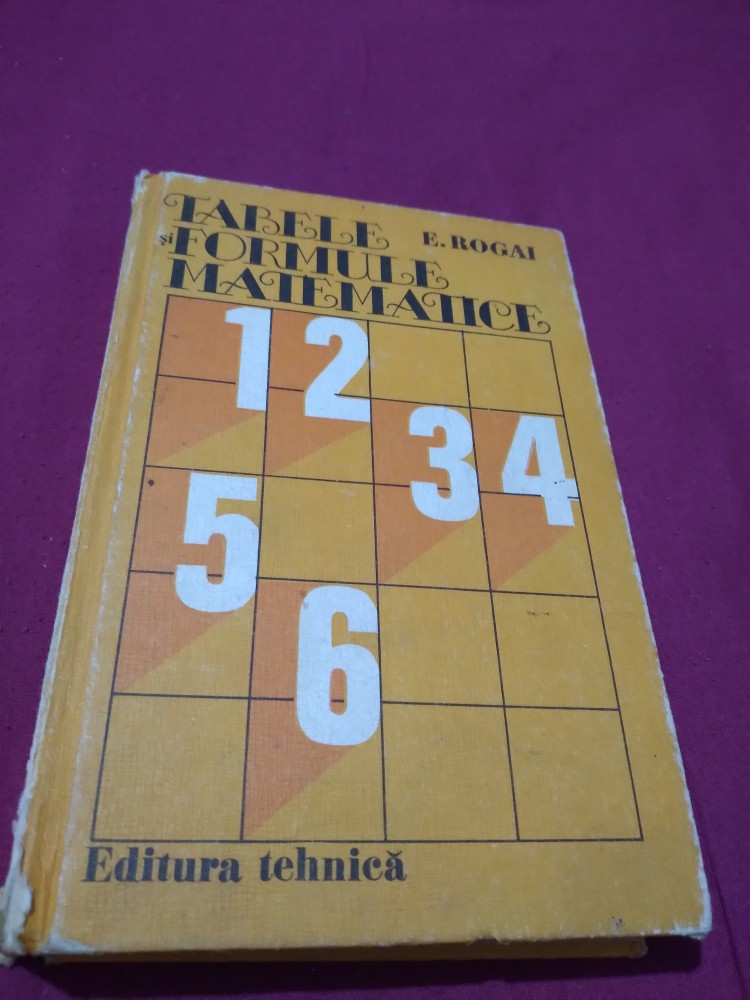 TABELE
E. ROGAI
și FORMULE
MATEMATICE
1 2
3 4
5
6
Editura tehnică